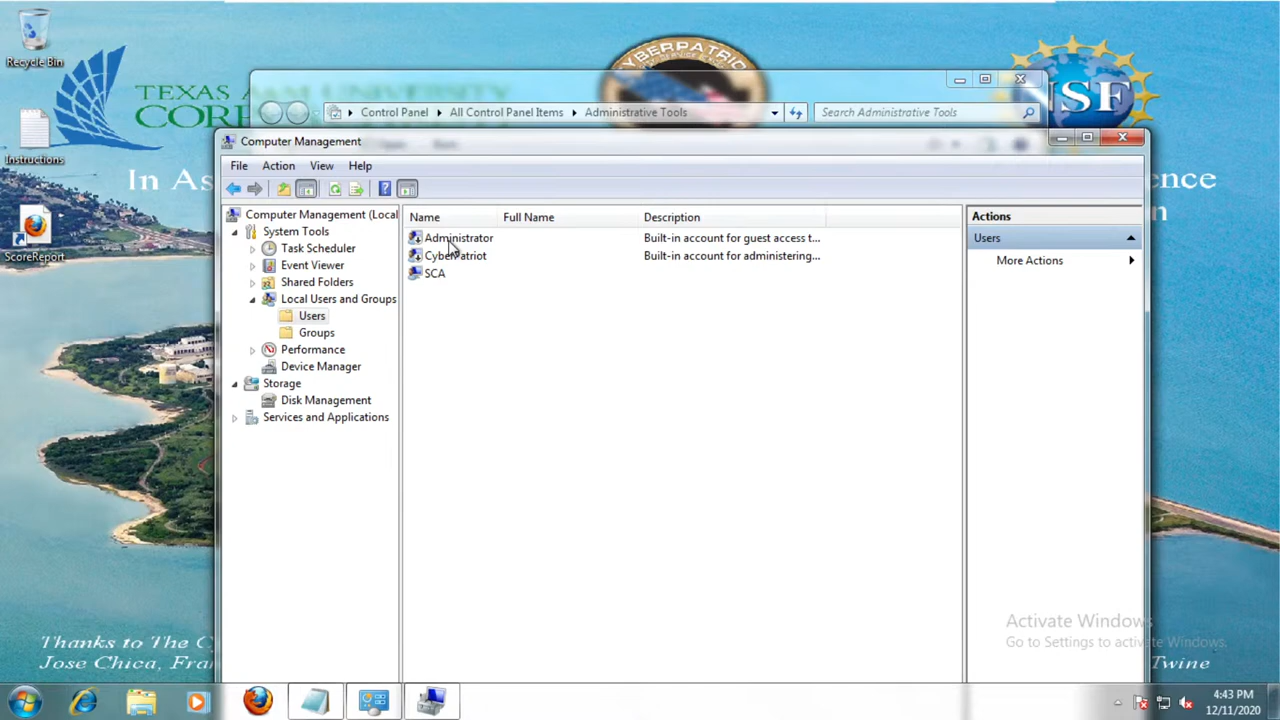 Recycle Bin
TEXAS A
COR
CYBERPATRIO
NSF
Instructions
In As
ence
ScoreReport
Control Panel
All Control Panel Items
Administrative Tools
Search Administrative Tools
Computer Management
File Action View Help
Computer Management (Local
System Tools
Task Scheduler
Event Viewer
Shared Folders
Local Users and Groups
Users
Groups
Performance
Device Manager
Storage
Disk Management
Services and Applications
Name Full Name Description
Administrator Built-in account for guest access t...
CyberPatriot Built-in account for administering...
SCA
Actions
Users
More Actions
Activate Windows
Go to Settings to activate Windows.
Thanks to The C
Jose Chica, Fra
Twine
4:43 PM
12/11/2020